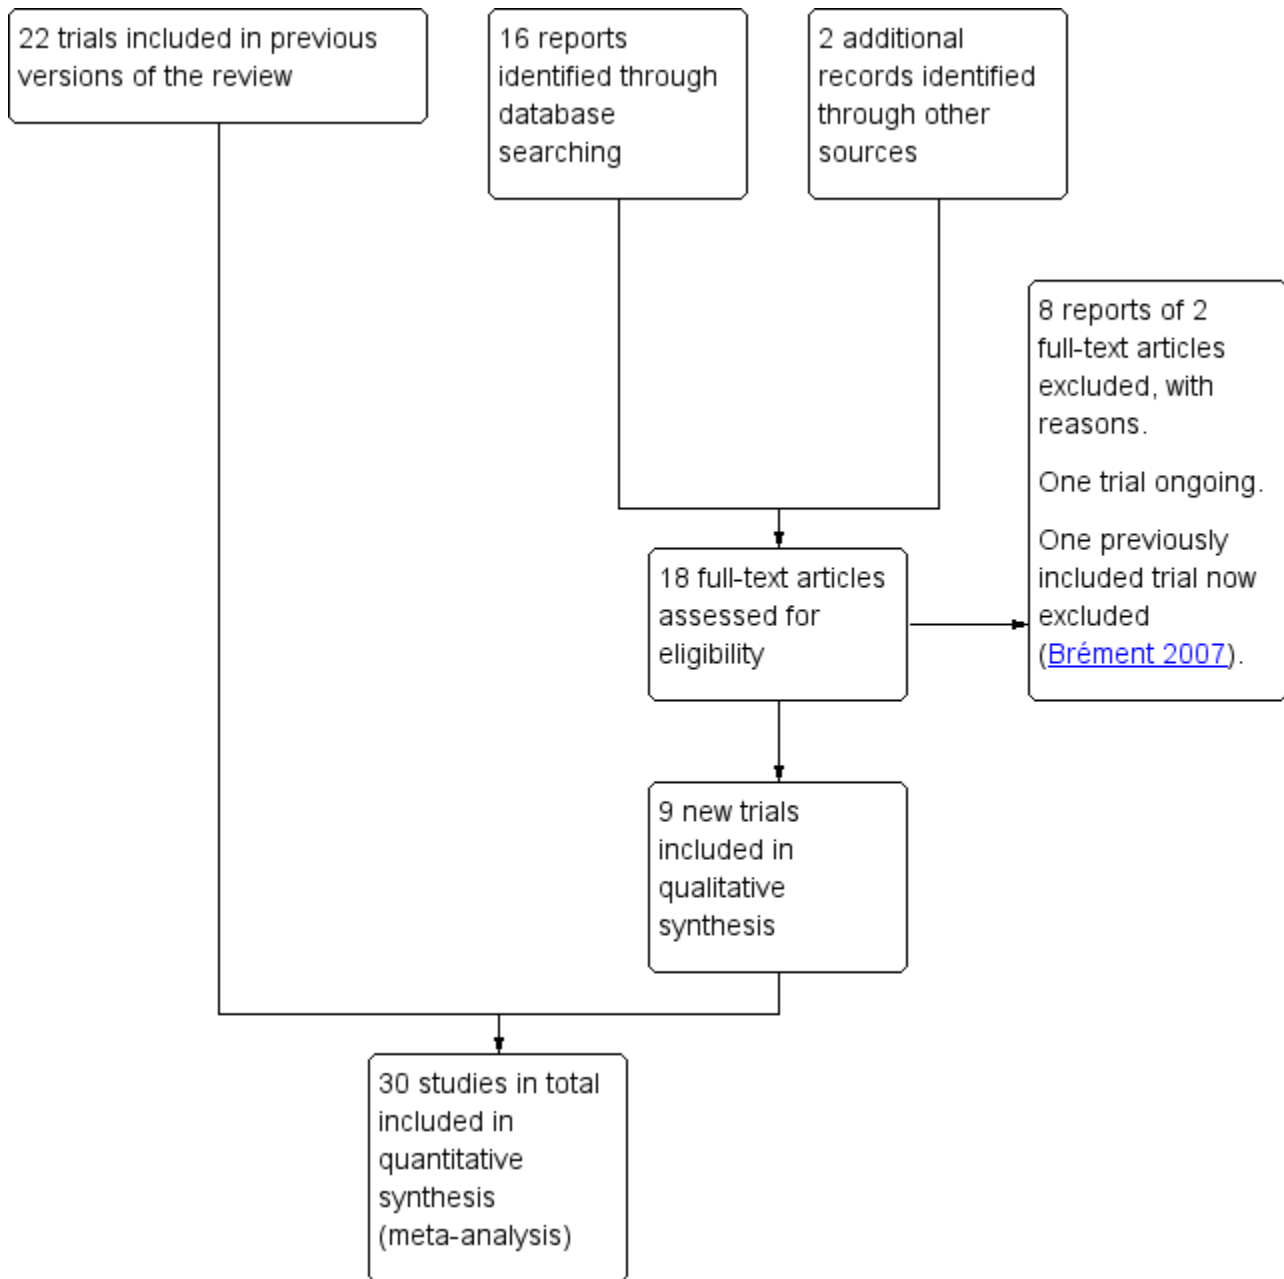 22 trials included in previous
versions of the review
16 reports
identified through
database
searching
2 additional
records identified
through other
sources
8 reports of 2
full-text articles
excluded, with
reasons.
One trial ongoing.
One previously
included trial now
excluded
(Brément 2007).
18 full-text articles
assessed for
eligibility
9 new trials
included in
qualitative
synthesis
30 studies in total
included in
quantitative
synthesis
(meta-analysis)